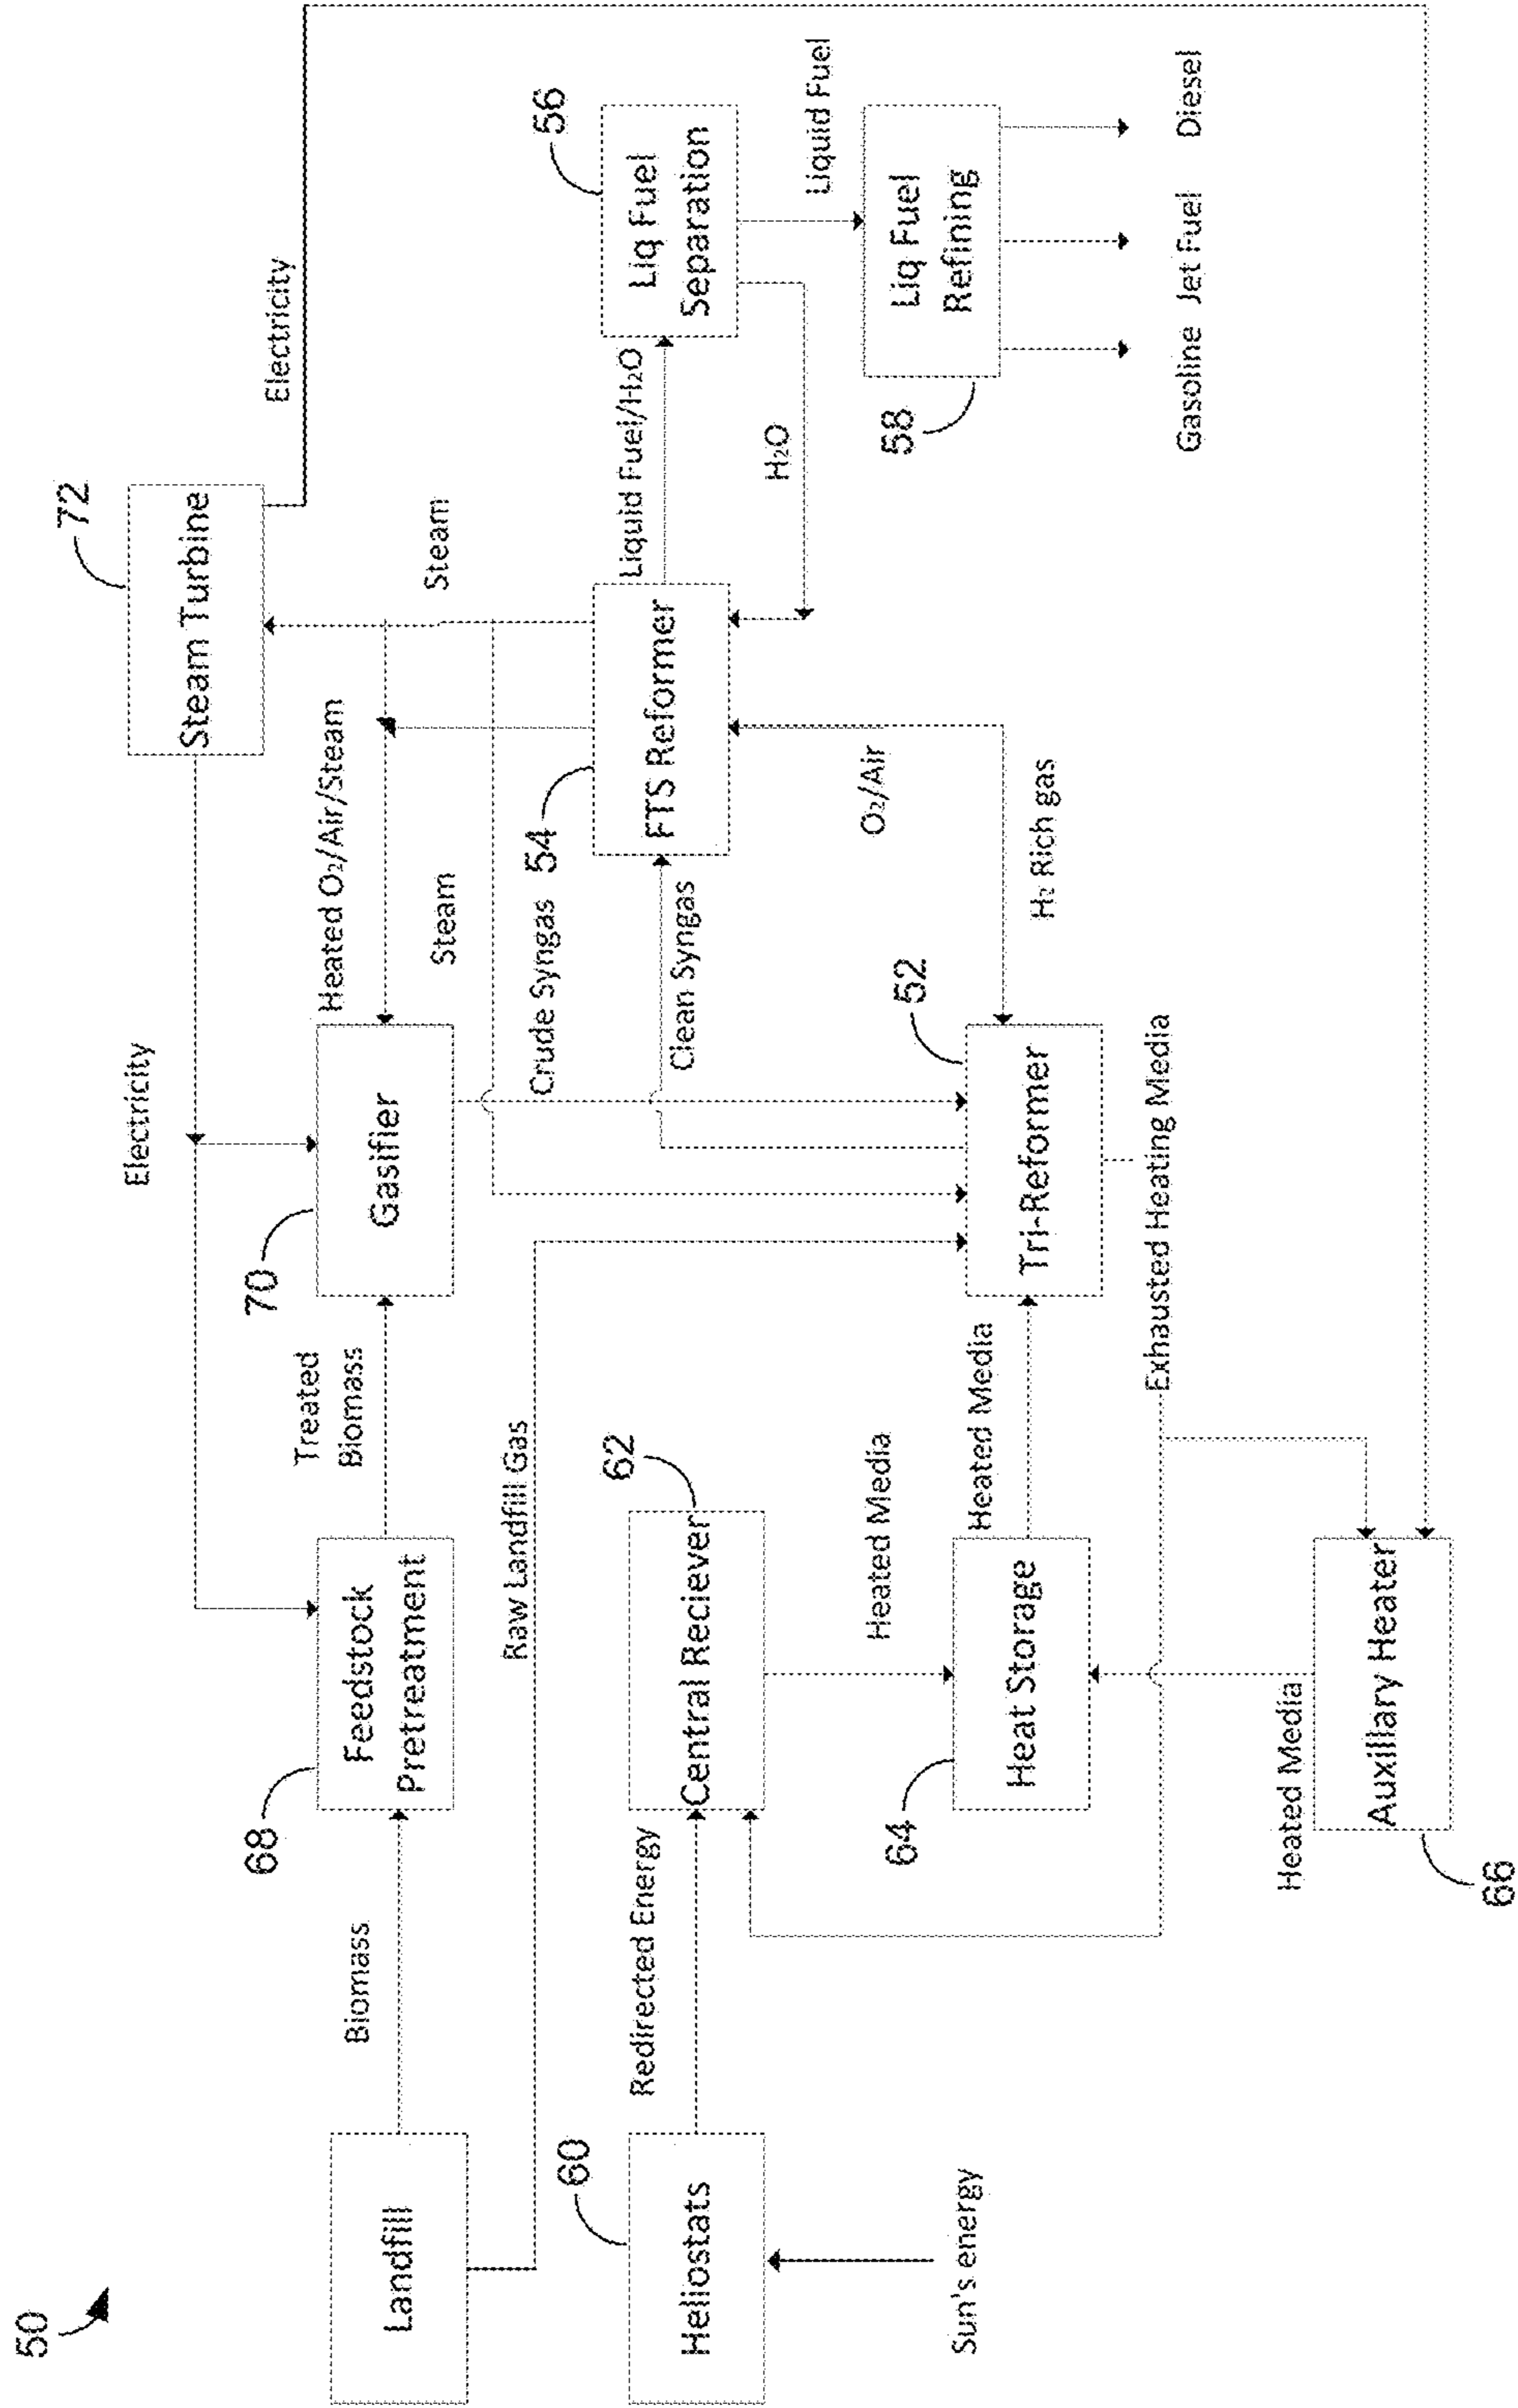 50
72
Steam Turbine
Electricity
Electricity
68
Feedstock
Pretreatment
Treated
Biomass
70
Gasifier
Heated O₂/Air/Steam
Steam
Landfill
Biomass
Raw Landfill Gas
Steam
Crude Syngas
54
FTS Reformer
Liquid Fuel/H₂O
56
Liq Fuel
Separation
60
Heliostats
Redirected Energy
62
Central Reciever
Clean Syngas
H₂O
Liquid Fuel
Heated Media
O₂/Air
58
Liq Fuel
Refining
Sun's energy
64
Heat Storage
Heated Media
52
Tri-Reformer
H₂ Rich gas
Exhausted Heating Media
Gasoline
Jet Fuel
Diesel
Heated Media
Auxiliary Heater
66